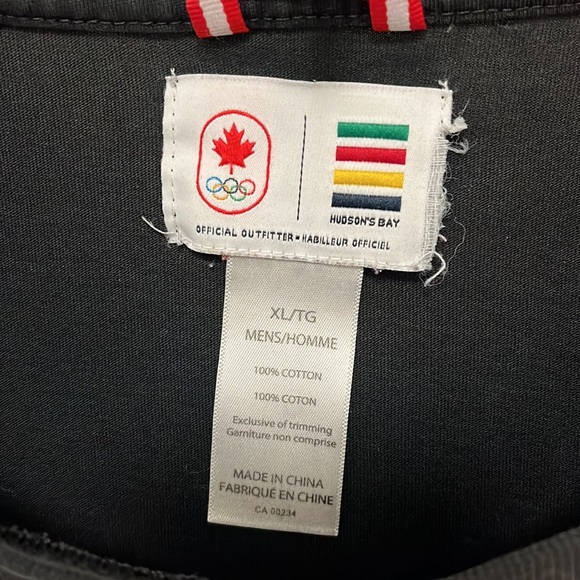 HUDSON'S BAY
OFFICIAL OUTFITTER - HABILLEUR OFFICIEL
XL/TG
MENS/HOMME
100% COTTON
100% COTON
Exclusive of trimming
Garniture non comprise
MADE IN CHINA
FABRIQUÉ EN CHINE
CA 00234